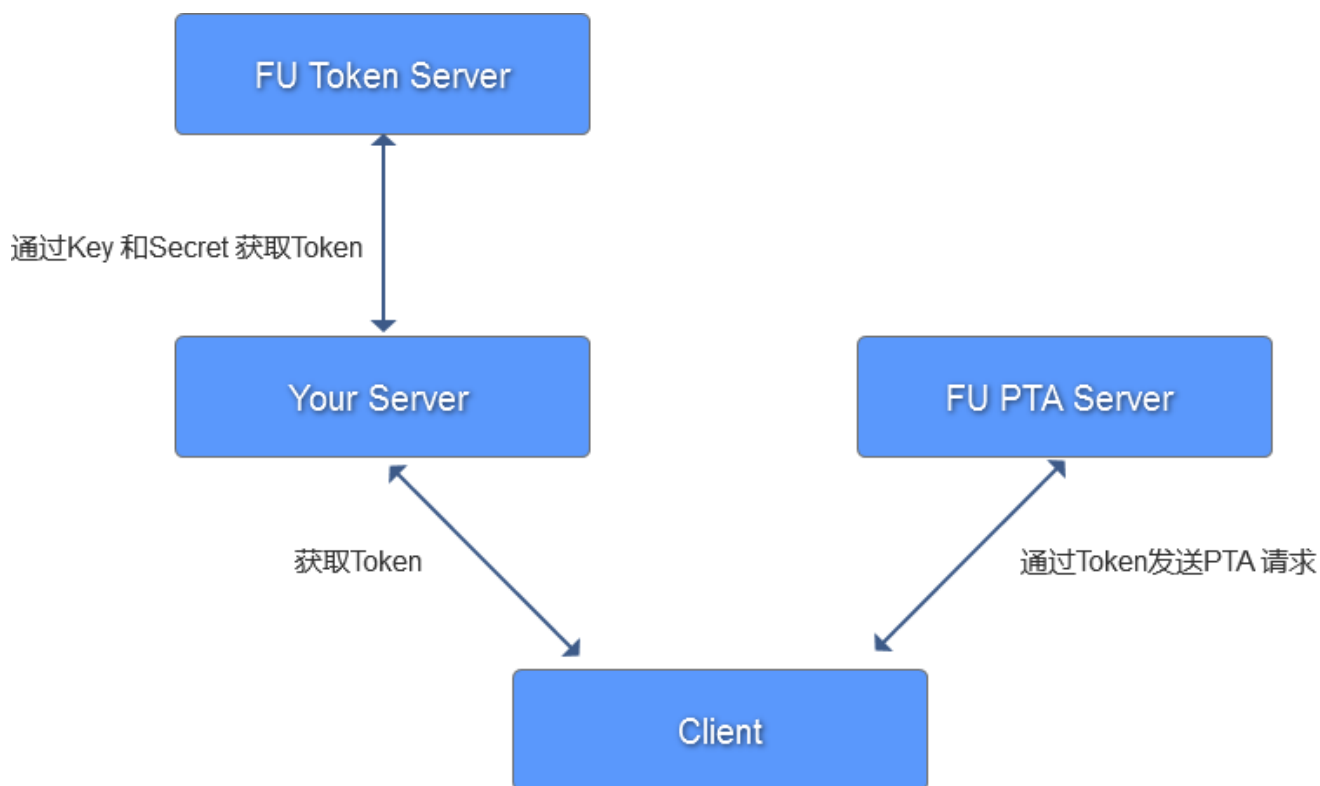 FU Token Server
通过Key 和Secret 获取Token
Your Server
FU PTA Server
获取Token
通过Token发送PTA 请求
Client